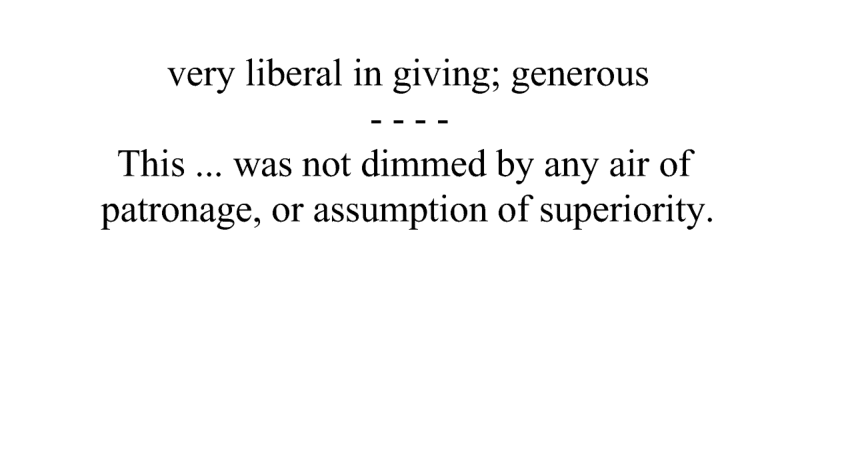 very liberal in giving; generous
- - - -
This ... was not dimmed by any air of
patronage, or assumption of superiority.